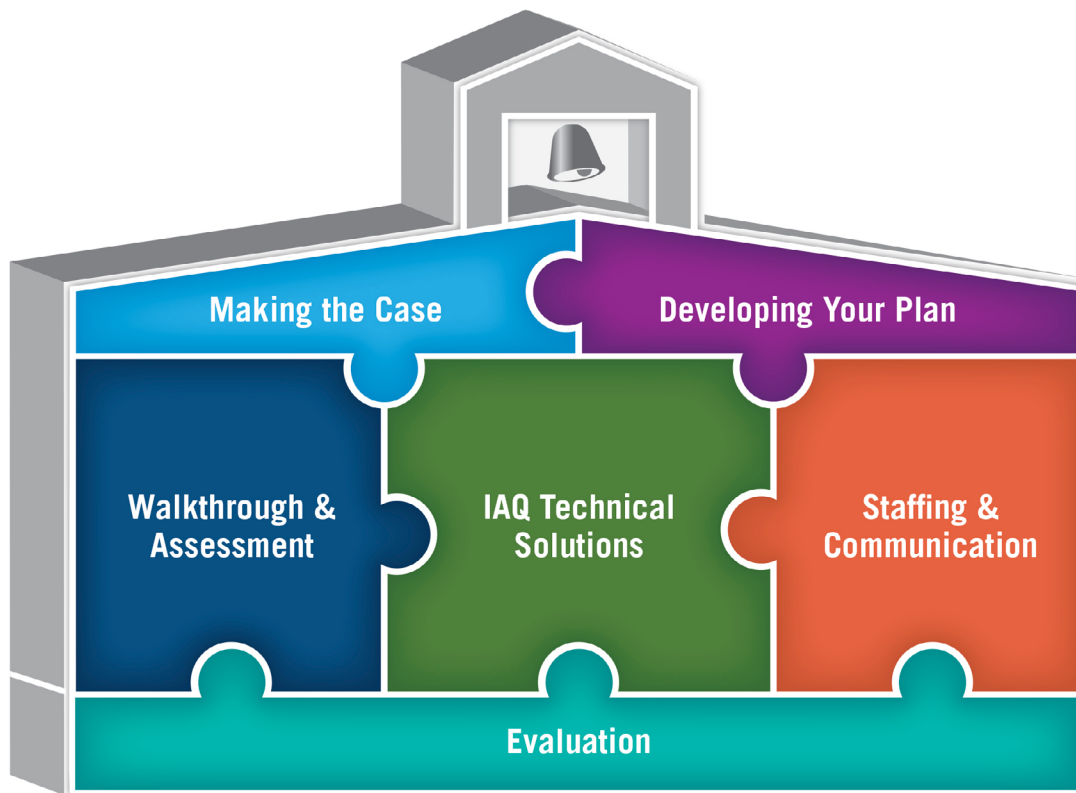 Making the Case
Developing Your Plan
Walkthrough &
Assessment
IAQ Technical
Solutions
Staffing &
Communication
Evaluation